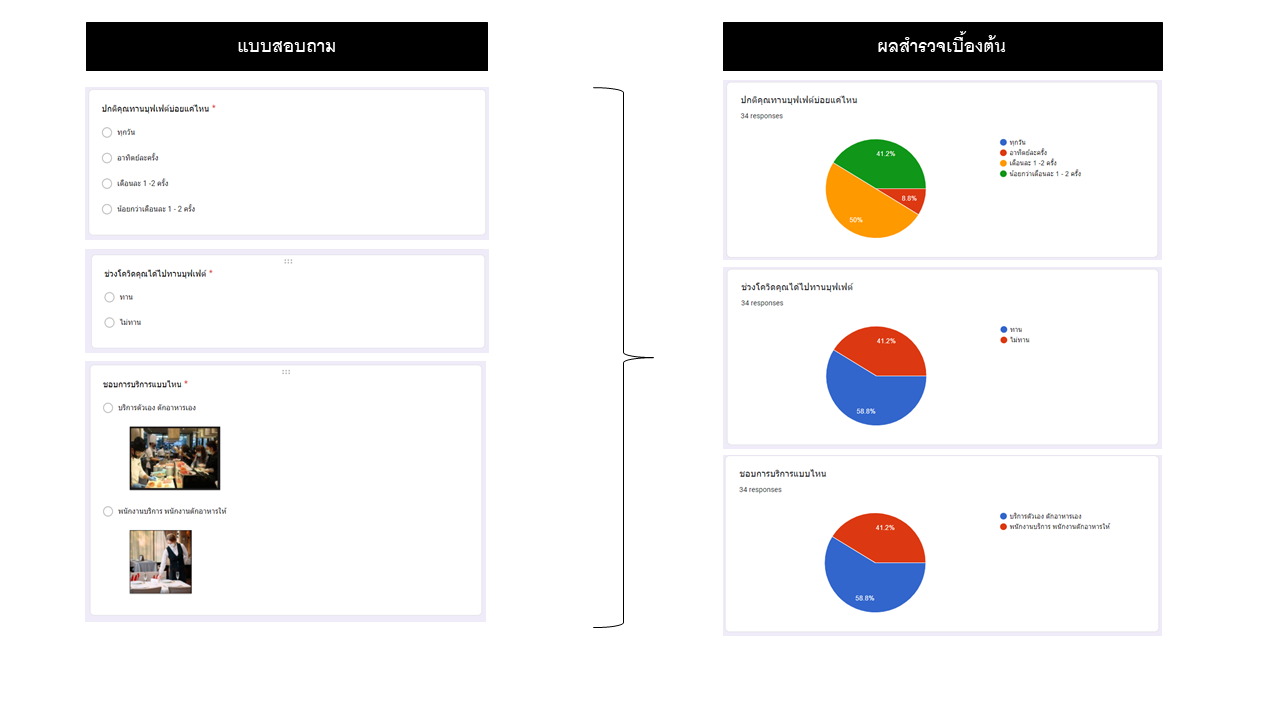 แบบสอบถาม
ปกติคุณทานบุฟเฟ่ต์บ่อยแค่ไหน *
ทุกวัน
อาทิตย์ละครั้ง
เดือนละ 1 -2 ครั้ง
น้อยกว่าเดือนละ 1 - 2 ครั้ง
ช่วงโควิดคุณได้ไปทานบุฟเฟ่ต์ *
ทาน
ไม่ทาน
ชอบการบริการแบบไหน *
บริการตัวเอง ตักอาหารเอง
พนักงานบริการ พนักงานตักอาหารให้
ผลสำรวจเบื้องต้น
ปกติคุณทานบุฟเฟ่ต์บ่อยแค่ไหน
34 responses
41.2%
8.8%
50%
ทุกวัน
อาทิตย์ละครั้ง
เดือนละ 1 -2 ครั้ง
น้อยกว่าเดือนละ 1 - 2 ครั้ง
ช่วงโควิดคุณได้ไปทานบุฟเฟ่ต์
34 responses
41.2%
58.8%
ทาน
ไม่ทาน
ชอบการบริการแบบไหน
34 responses
41.2%
58.8%
บริการตัวเอง ตักอาหารเอง
พนักงานบริการ พนักงานตักอาหารให้